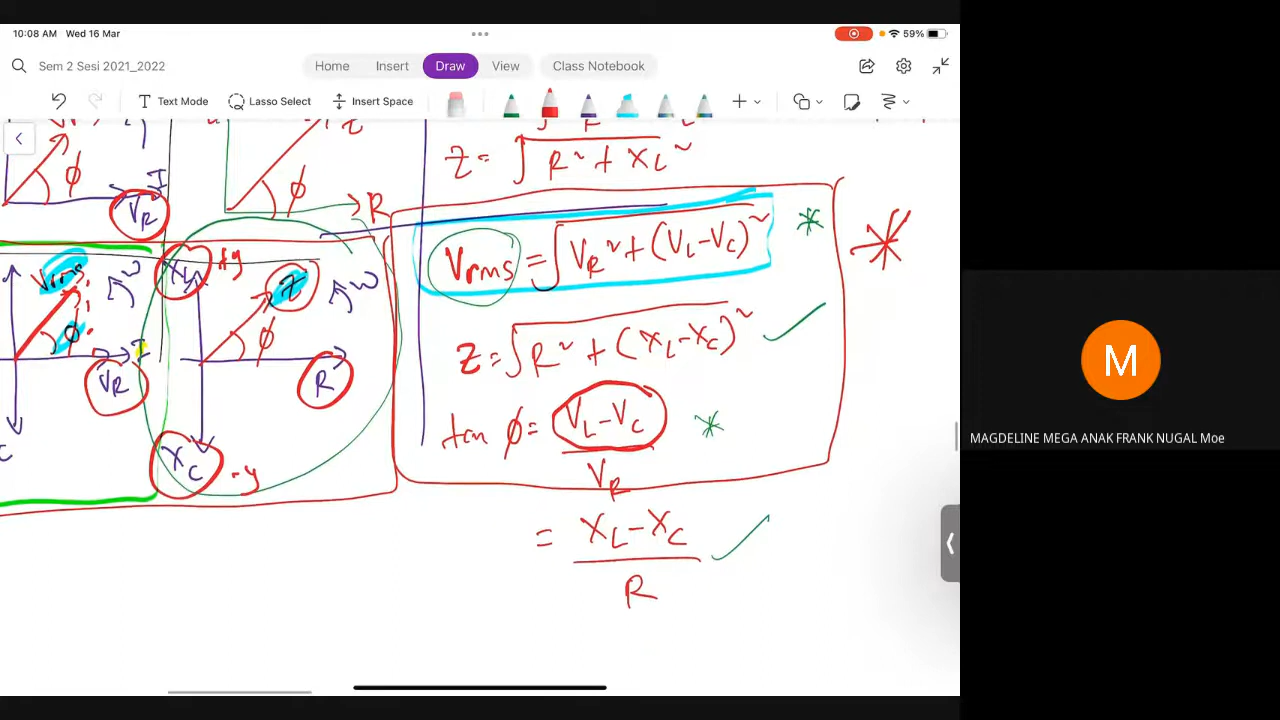 10:08 AM Wed 16 Mar
59%
Sem 2 Sesi 2021_2022
Home Insert Draw View Class Notebook
Text Mode Lasso Select Insert Space
φ
I
VR
Z
φ
R
Z = √R² + XL²
Vrms = √VR² + (VL-VC)² *
*
Z = √R² + (XL-XC)² ✓
tan φ = VL-VC *
VR
= XL-XC ✓
R
Vrms
φ
I
VR
C
ω
XL +y
Z
ω
φ
R
XC -y
M
MAGDELINE MEGA ANAK FRANK NUGAL Moe